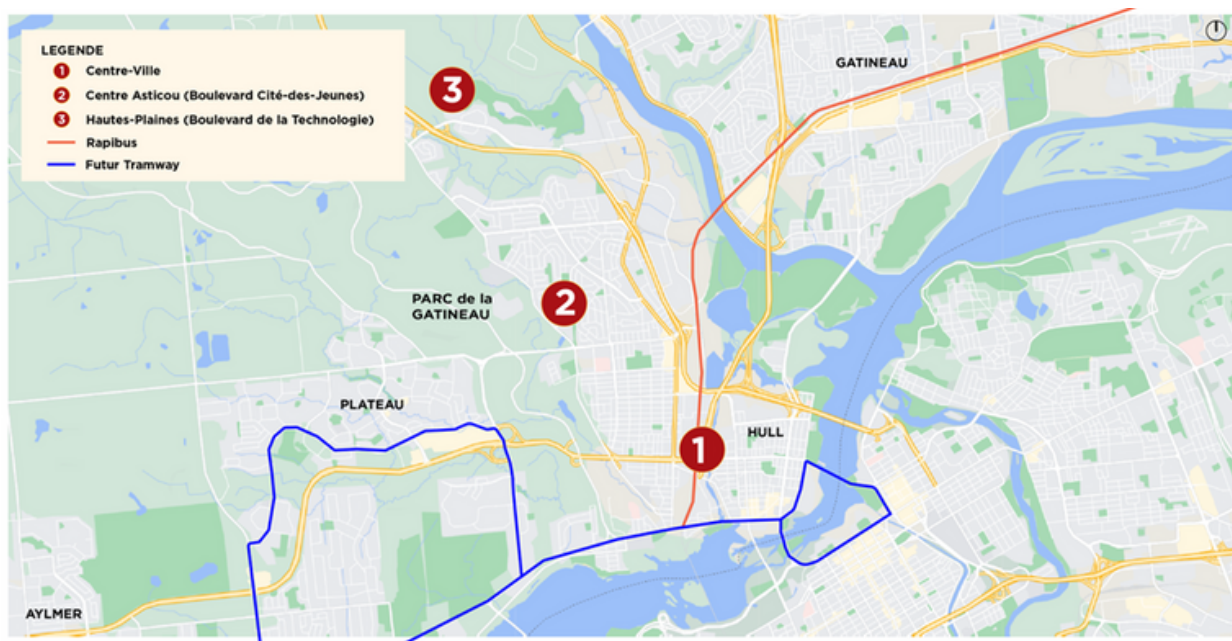 LEGENDE
1 Centre-Ville
2 Centre Asticou (Boulevard Cité-des-Jeunes)
3 Hautes-Plaines (Boulevard de la Technologie)
Rapibus
Futur Tramway
GATINEAU
3
2
PARC de la
GATINEAU
PLATEAU
HULL
1
AYLMER